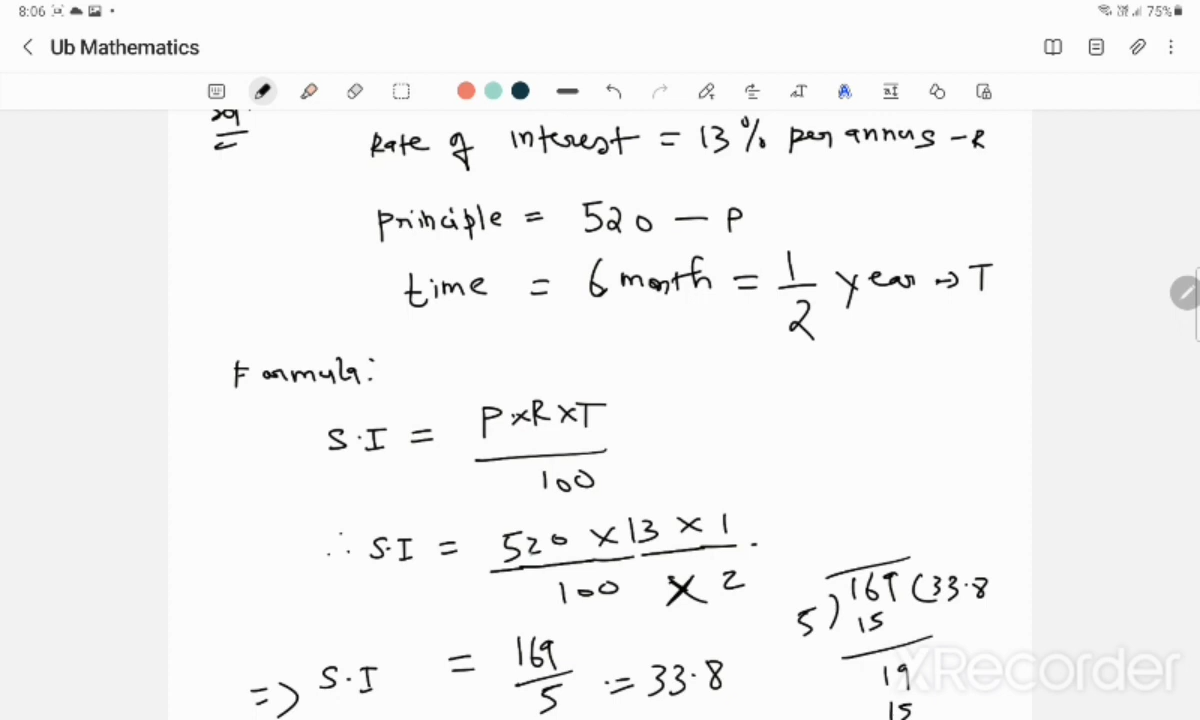 8:06 75%
Ub Mathematics
Rate of interest = 13% per annus - R
principle = 520 — P
time = 6 month = 1/2 year → T
Formula:
S.I = P×R×T / 100
∴ S.I = 520 × 13 × 1 / 100 × 2
5) 169 (33.8
15
19
15
=> S.I = 169/5 = 33.8
XRecorder